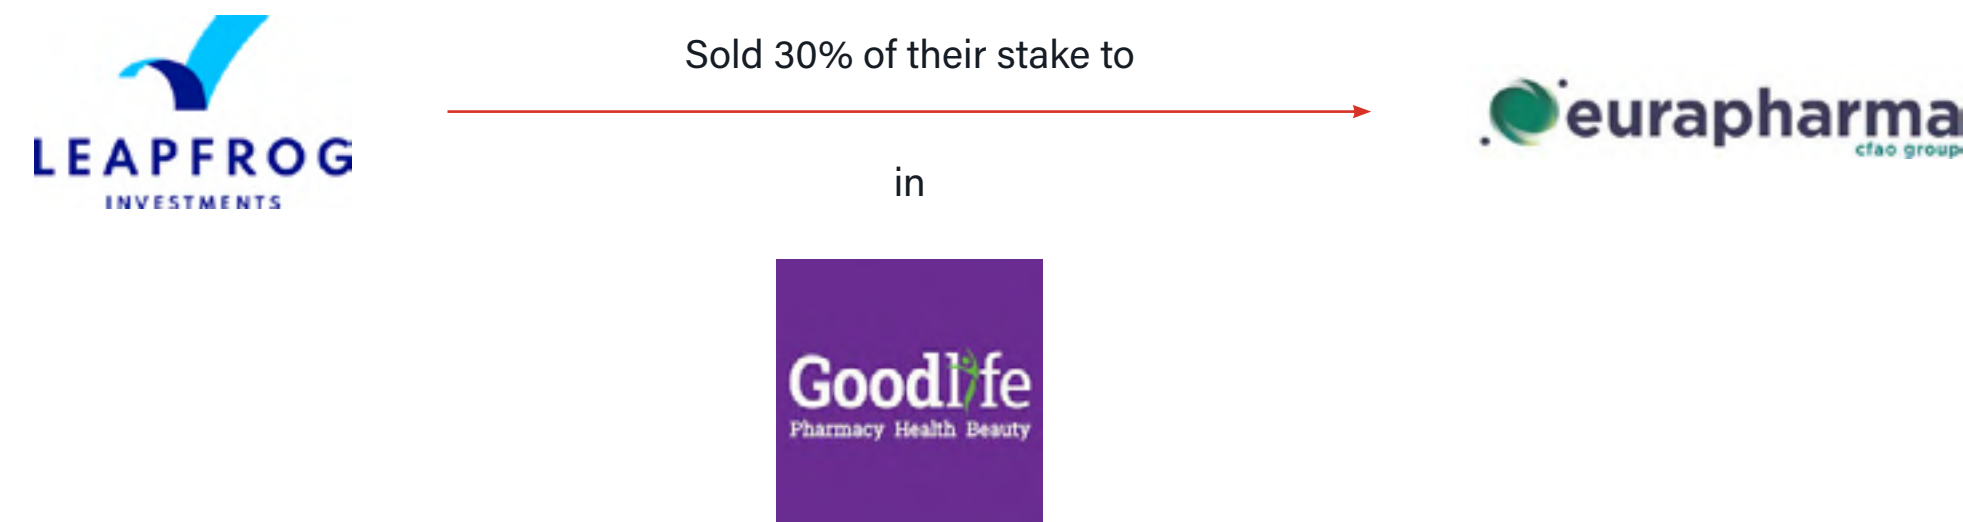 LEAPFROG
INVESTMENTS
Sold 30% of their stake to
in
eurapharma
cfao group
Goodlife
Pharmacy Health Beauty